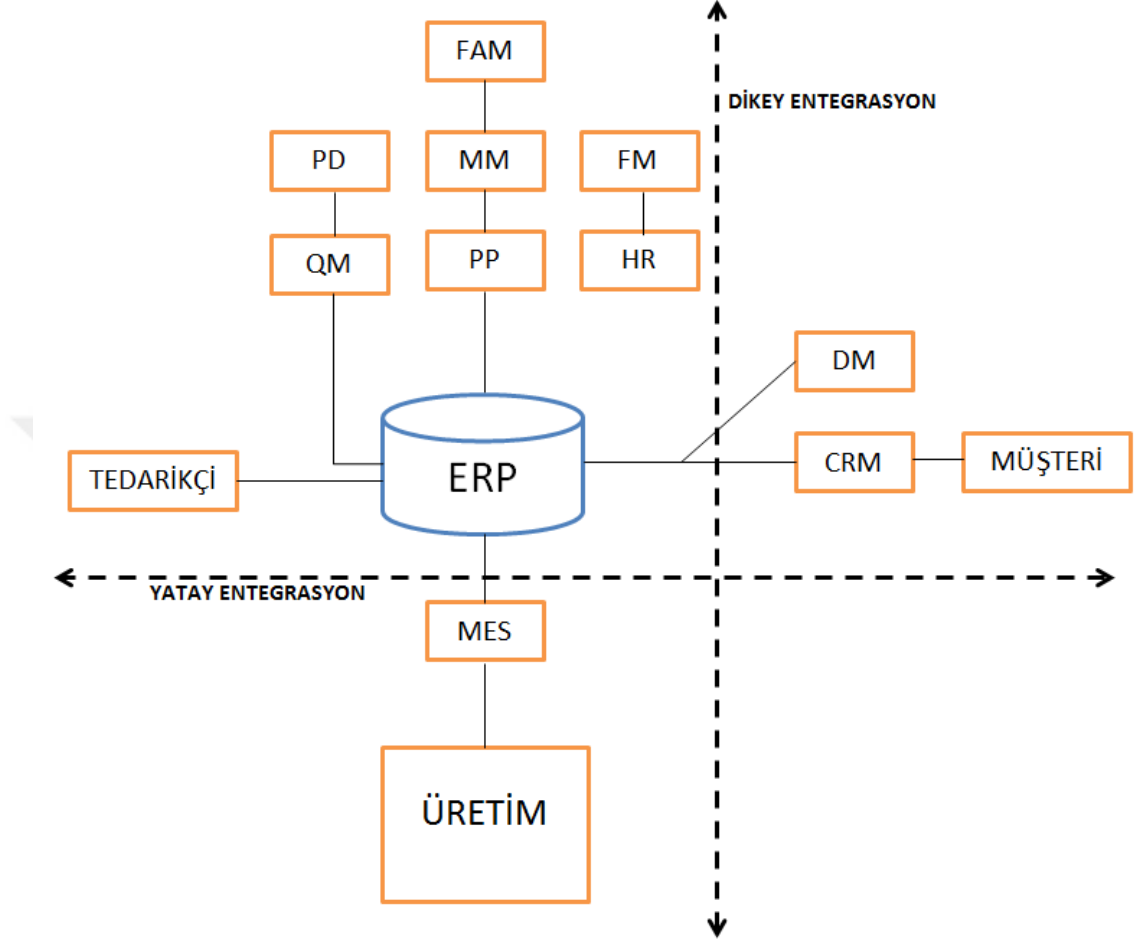 FAM
DİKEY ENTEGRASYON
PD
MM
FM
QM
PP
HR
DM
TEDARİKÇİ
ERP
CRM
MÜŞTERİ
YATAY ENTEGRASYON
MES
ÜRETİM